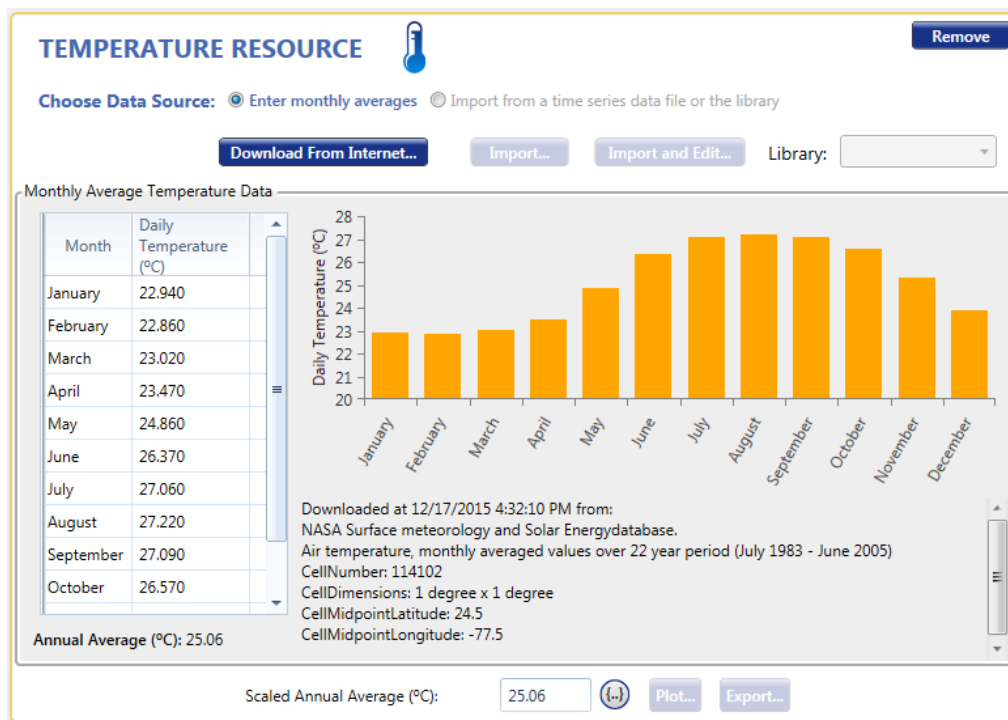 TEMPERATURE RESOURCE
Remove
Choose Data Source: Enter monthly averages Import from a time series data file or the library
Download From Internet... Import... Import and Edit... Library:
Monthly Average Temperature Data
Month Daily Temperature (ºC)
January 22.940
February 22.860
March 23.020
April 23.470
May 24.860
June 26.370
July 27.060
August 27.220
September 27.090
October 26.570
Annual Average (ºC): 25.06
Daily Temperature (ºC)
28
27
26
25
24
23
22
21
20
January February March April May June July August September October November December
Downloaded at 12/17/2015 4:32:10 PM from:
NASA Surface meteorology and Solar Energydatabase.
Air temperature, monthly averaged values over 22 year period (July 1983 - June 2005)
CellNumber: 114102
CellDimensions: 1 degree x 1 degree
CellMidpointLatitude: 24.5
CellMidpointLongitude: -77.5
Scaled Annual Average (ºC): 25.06 {..} Plot... Export...